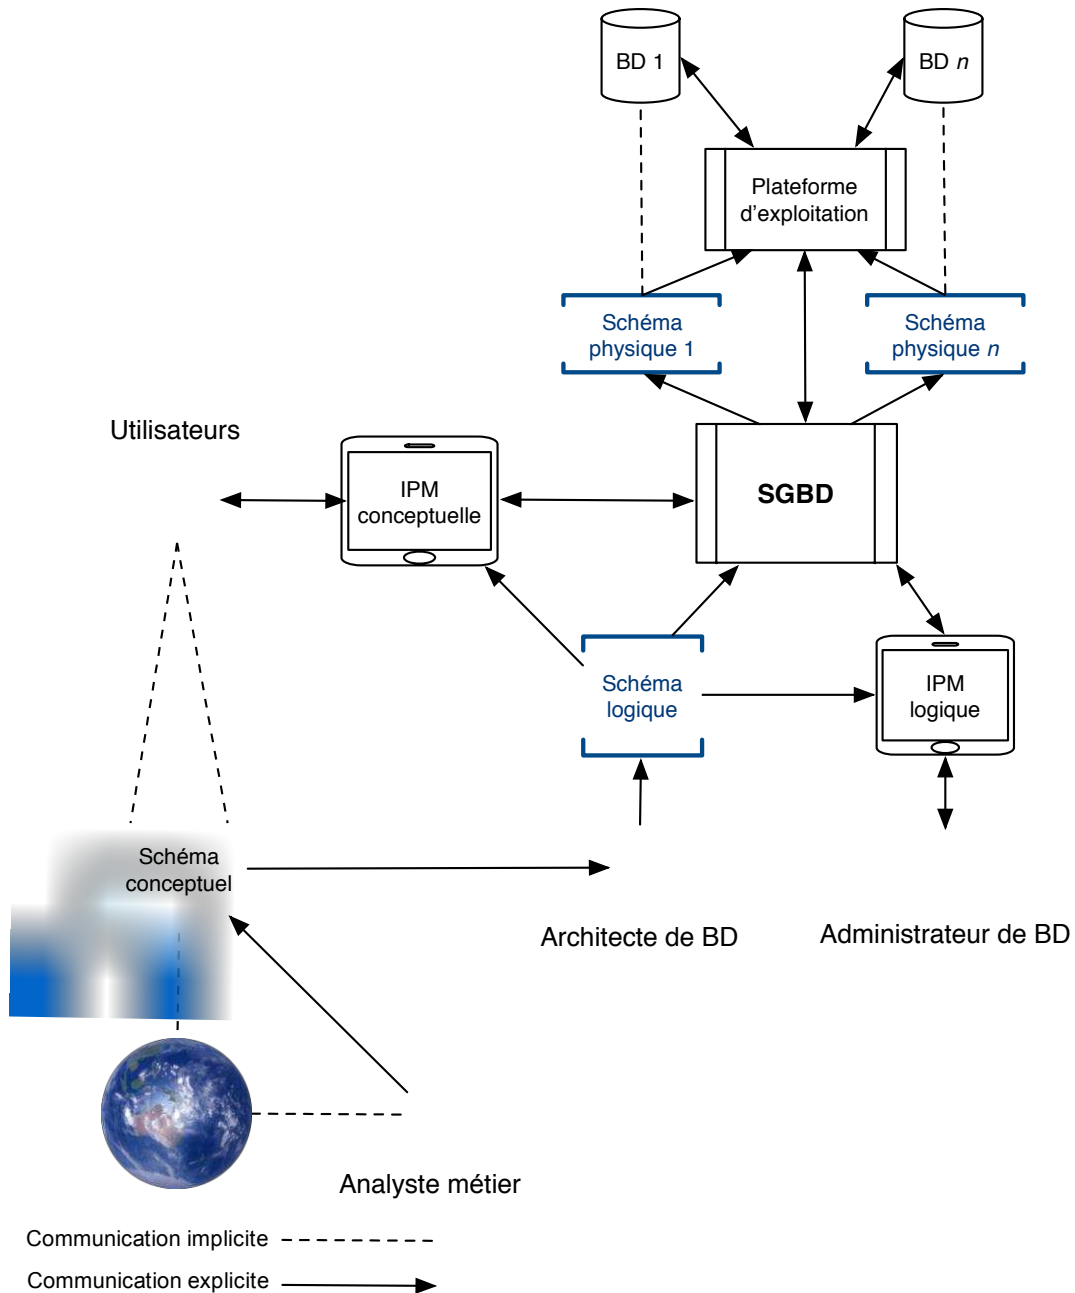 BD 1
BD n
Plateforme
d'exploitation
Schéma
physique 1
Schéma
physique n
Utilisateurs
IPM
conceptuelle
SGBD
Schéma
logique
IPM
logique
Schéma
conceptuel
Architecte de BD
Administrateur de BD
Analyste métier
Communication implicite
Communication explicite